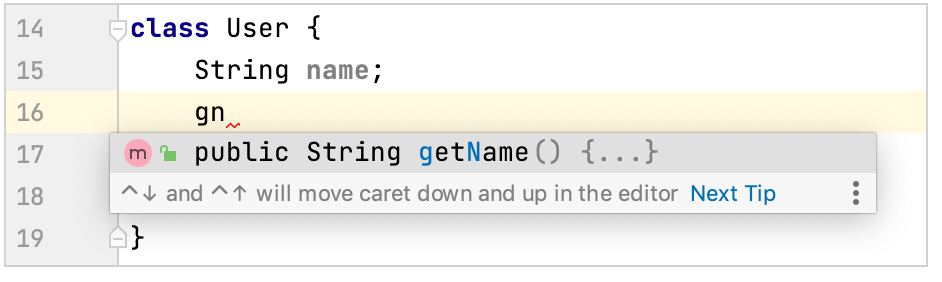 14 class User {
15 String name;
16 gn
17 m public String getName() {...}
18 ^↓ and ^↑ will move caret down and up in the editor Next Tip
19 }